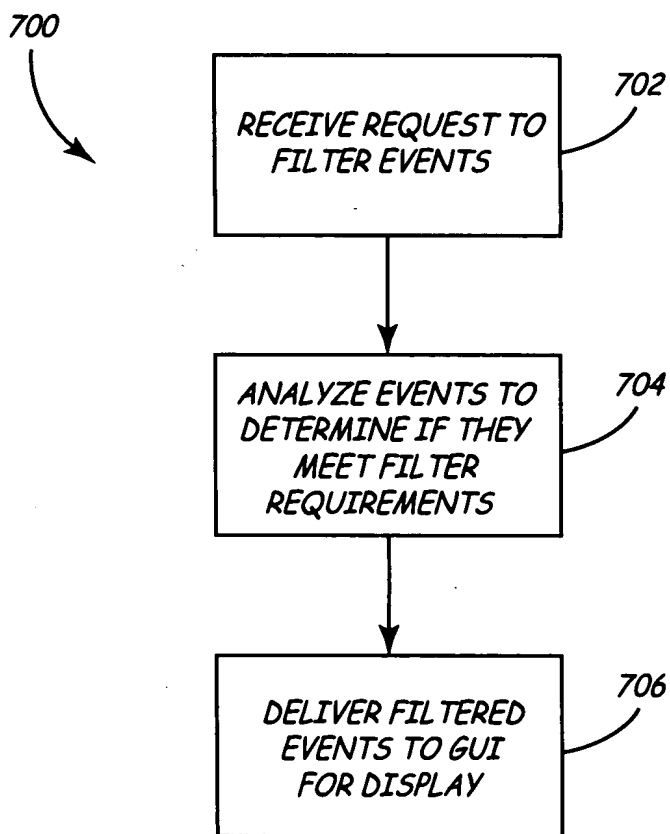 700
702
RECEIVE REQUEST TO
FILTER EVENTS
704
ANALYZE EVENTS TO
DETERMINE IF THEY
MEET FILTER
REQUIREMENTS
706
DELIVER FILTERED
EVENTS TO GUI
FOR DISPLAY